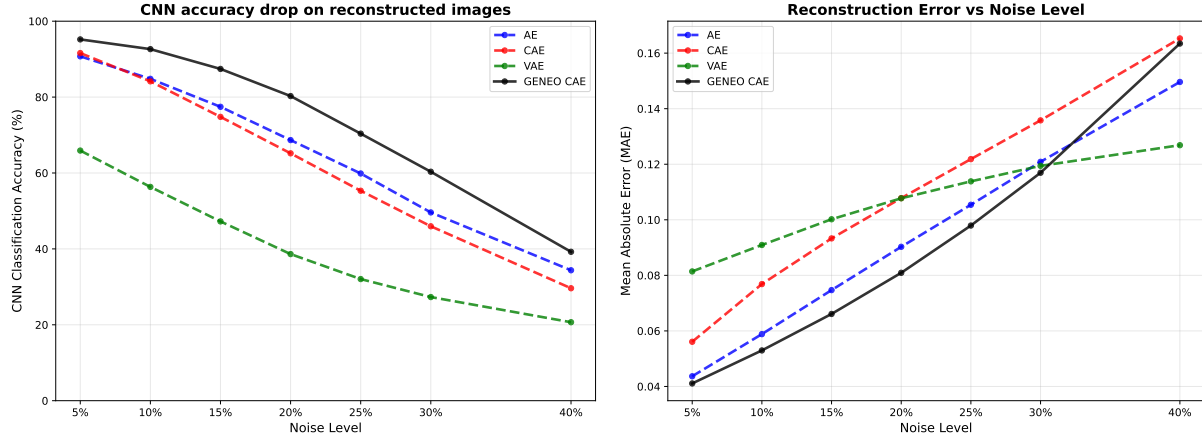 CNN accuracy drop on reconstructed images
CNN Classification Accuracy (%)
100
80
60
40
20
0
5%
10%
15%
20%
25%
30%
40%
Noise Level
AE
CAE
VAE
GENEO CAE
Reconstruction Error vs Noise Level
Mean Absolute Error (MAE)
0.16
0.14
0.12
0.10
0.08
0.06
0.04
5%
10%
15%
20%
25%
30%
40%
Noise Level
AE
CAE
VAE
GENEO CAE